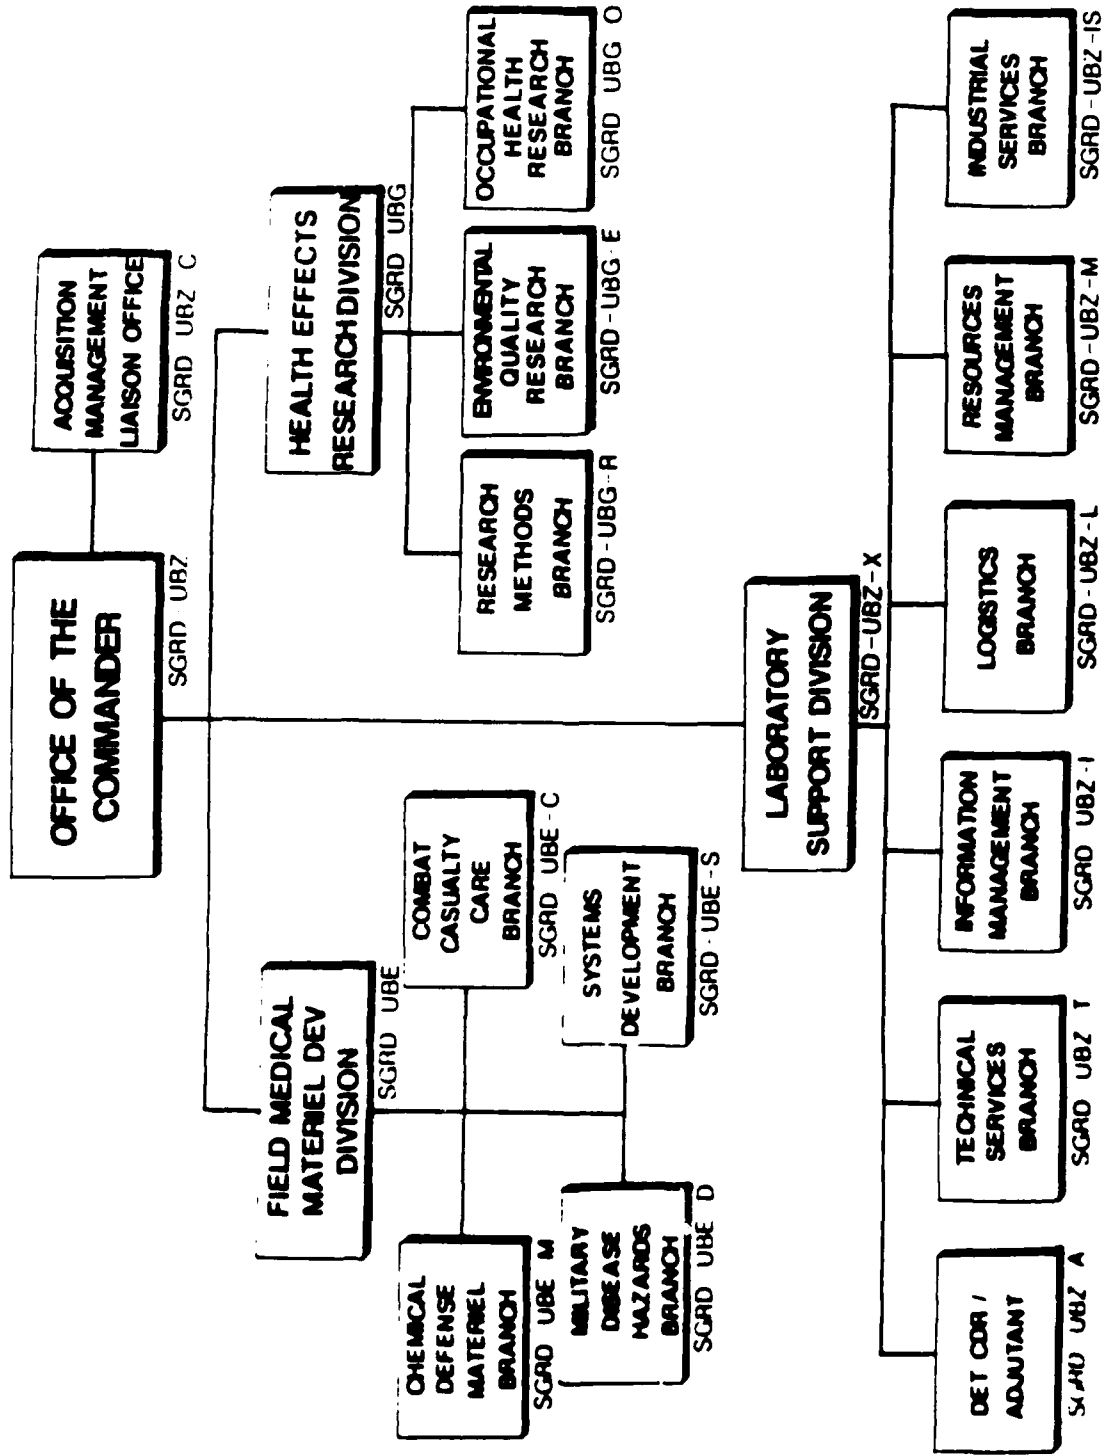 OFFICE OF THE
COMMANDER
SGRD UBZ
ACQUISITION
MANAGEMENT
LIAISON OFFICE
SGRD UBZ C
FIELD MEDICAL
MATERIEL DEV
DIVISION
SGRD UBE
HEALTH EFFECTS
RESEARCH DIVISION
SGRD UBG
CHEMICAL
DEFENSE
MATERIEL
BRANCH
SGRD UBE M
COMBAT
CASUALTY
CARE
BRANCH
SGRD UBE-C
MILITARY
DISEASE
HAZARDS
BRANCH
SGRD UBE D
SYSTEMS
DEVELOPMENT
BRANCH
SGRD-UBE-S
RESEARCH
METHODS
BRANCH
SGRD-UBG-R
ENVIRONMENTAL
QUALITY
RESEARCH
BRANCH
SGRD-UBG-E
OCCUPATIONAL
HEALTH
RESEARCH
BRANCH
SGRD UBG O
LABORATORY
SUPPORT DIVISION
SGRD-UBZ-X
DET CDR /
ADJUTANT
SGRD UBZ A
TECHNICAL
SERVICES
BRANCH
SGRD UBZ T
INFORMATION
MANAGEMENT
BRANCH
SGRD UBZ-I
LOGISTICS
BRANCH
SGRD-UBZ-L
RESOURCES
MANAGEMENT
BRANCH
SGRD-UBZ-M
INDUSTRIAL
SERVICES
BRANCH
SGRD-UBZ-IS